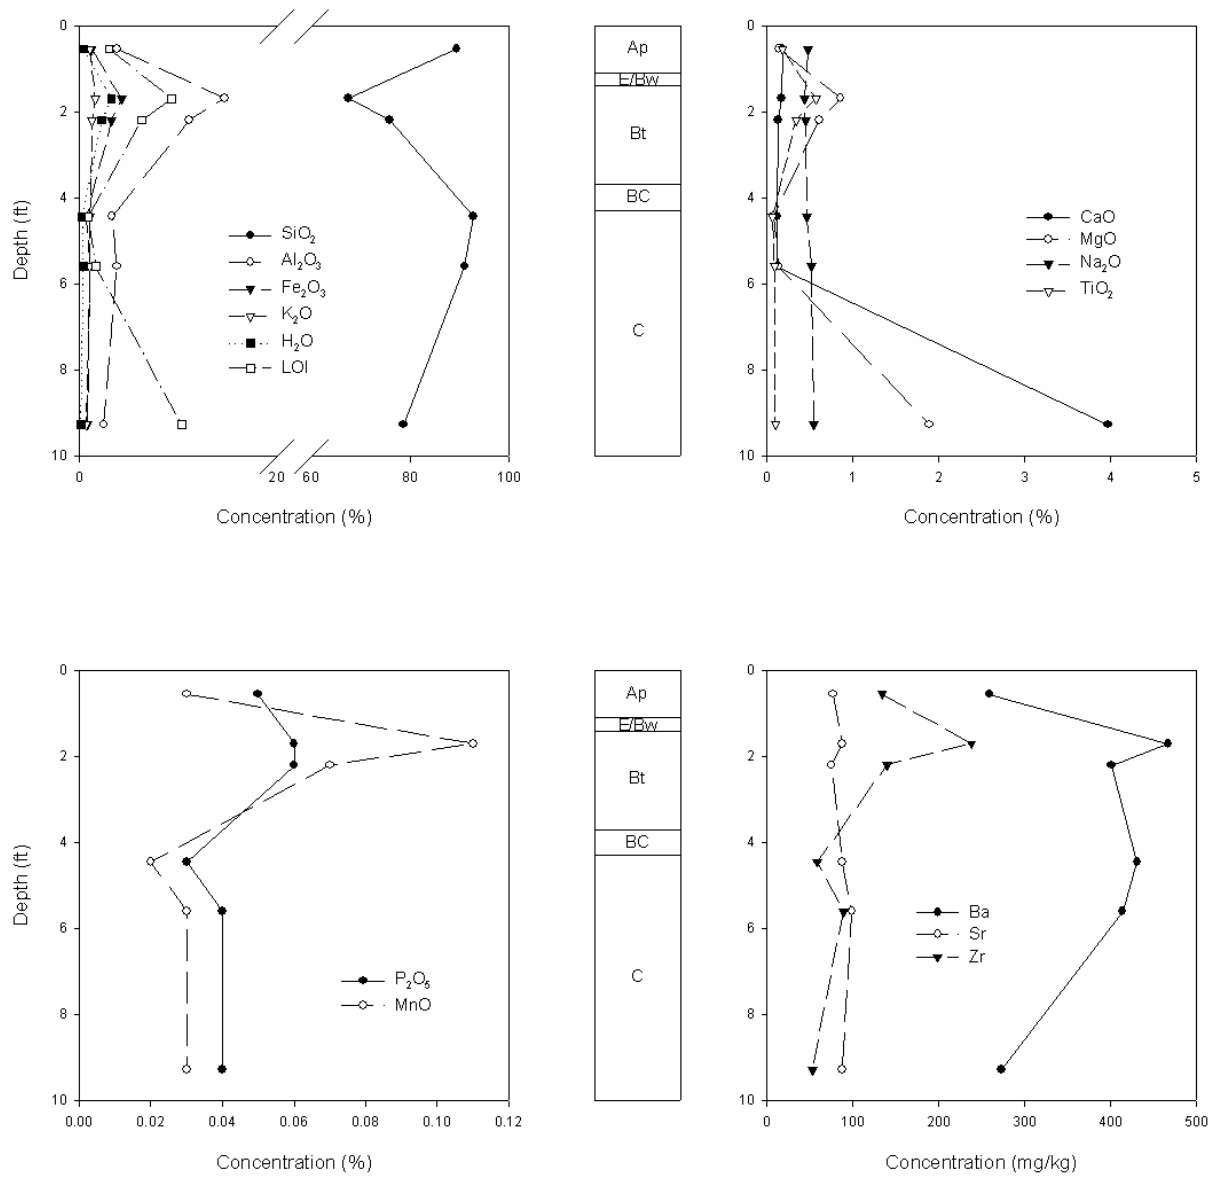 0
2
4
6
8
10
Depth (ft)
SiO₂
Al₂O₃
Fe₂O₃
K₂O
H₂O
LOI
0 20 60 80 100
Concentration (%)
Ap
E/Bw
Bt
BC
C
0
2
4
6
8
10
CaO
MgO
Na₂O
TiO₂
0 1 2 3 4 5
Concentration (%)
0
2
4
6
8
10
Depth (ft)
P₂O₅
MnO
0.00 0.02 0.04 0.06 0.08 0.10 0.12
Concentration (%)
Ap
E/Bw
Bt
BC
C
0
2
4
6
8
10
Ba
Sr
Zr
0 100 200 300 400 500
Concentration (mg/kg)